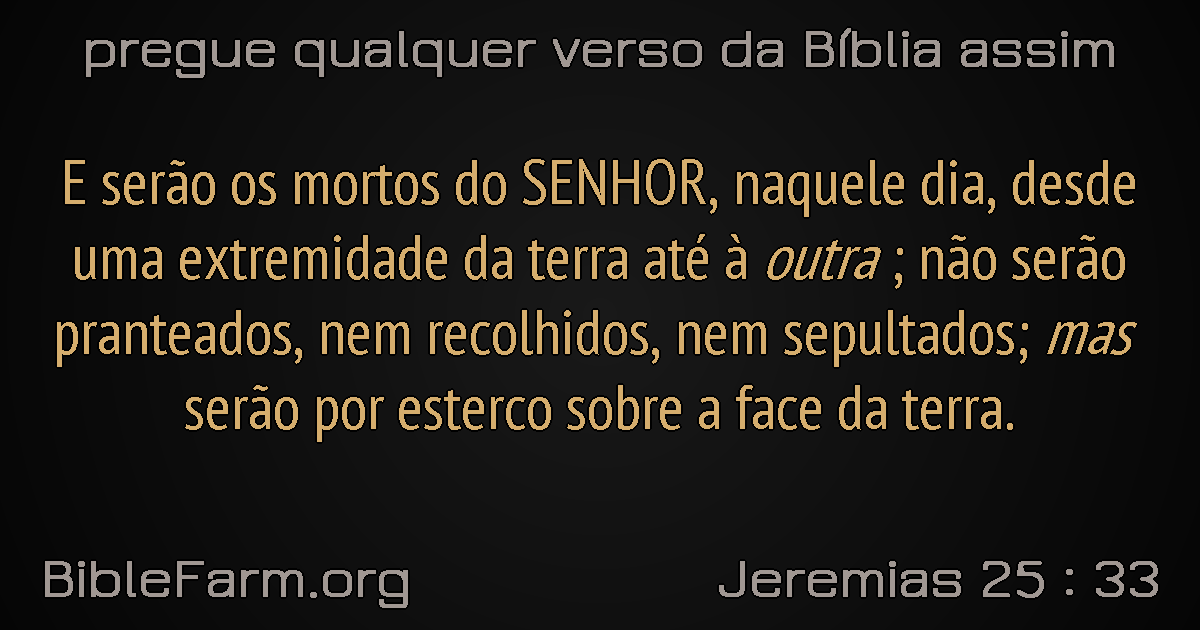 pregue qualquer verso da Bíblia assim
E serão os mortos do SENHOR, naquele dia, desde
uma extremidade da terra até à outra ; não serão
pranteados, nem recolhidos, nem sepultados; mas
serão por esterco sobre a face da terra.
BibleFarm.org
Jeremias 25 : 33